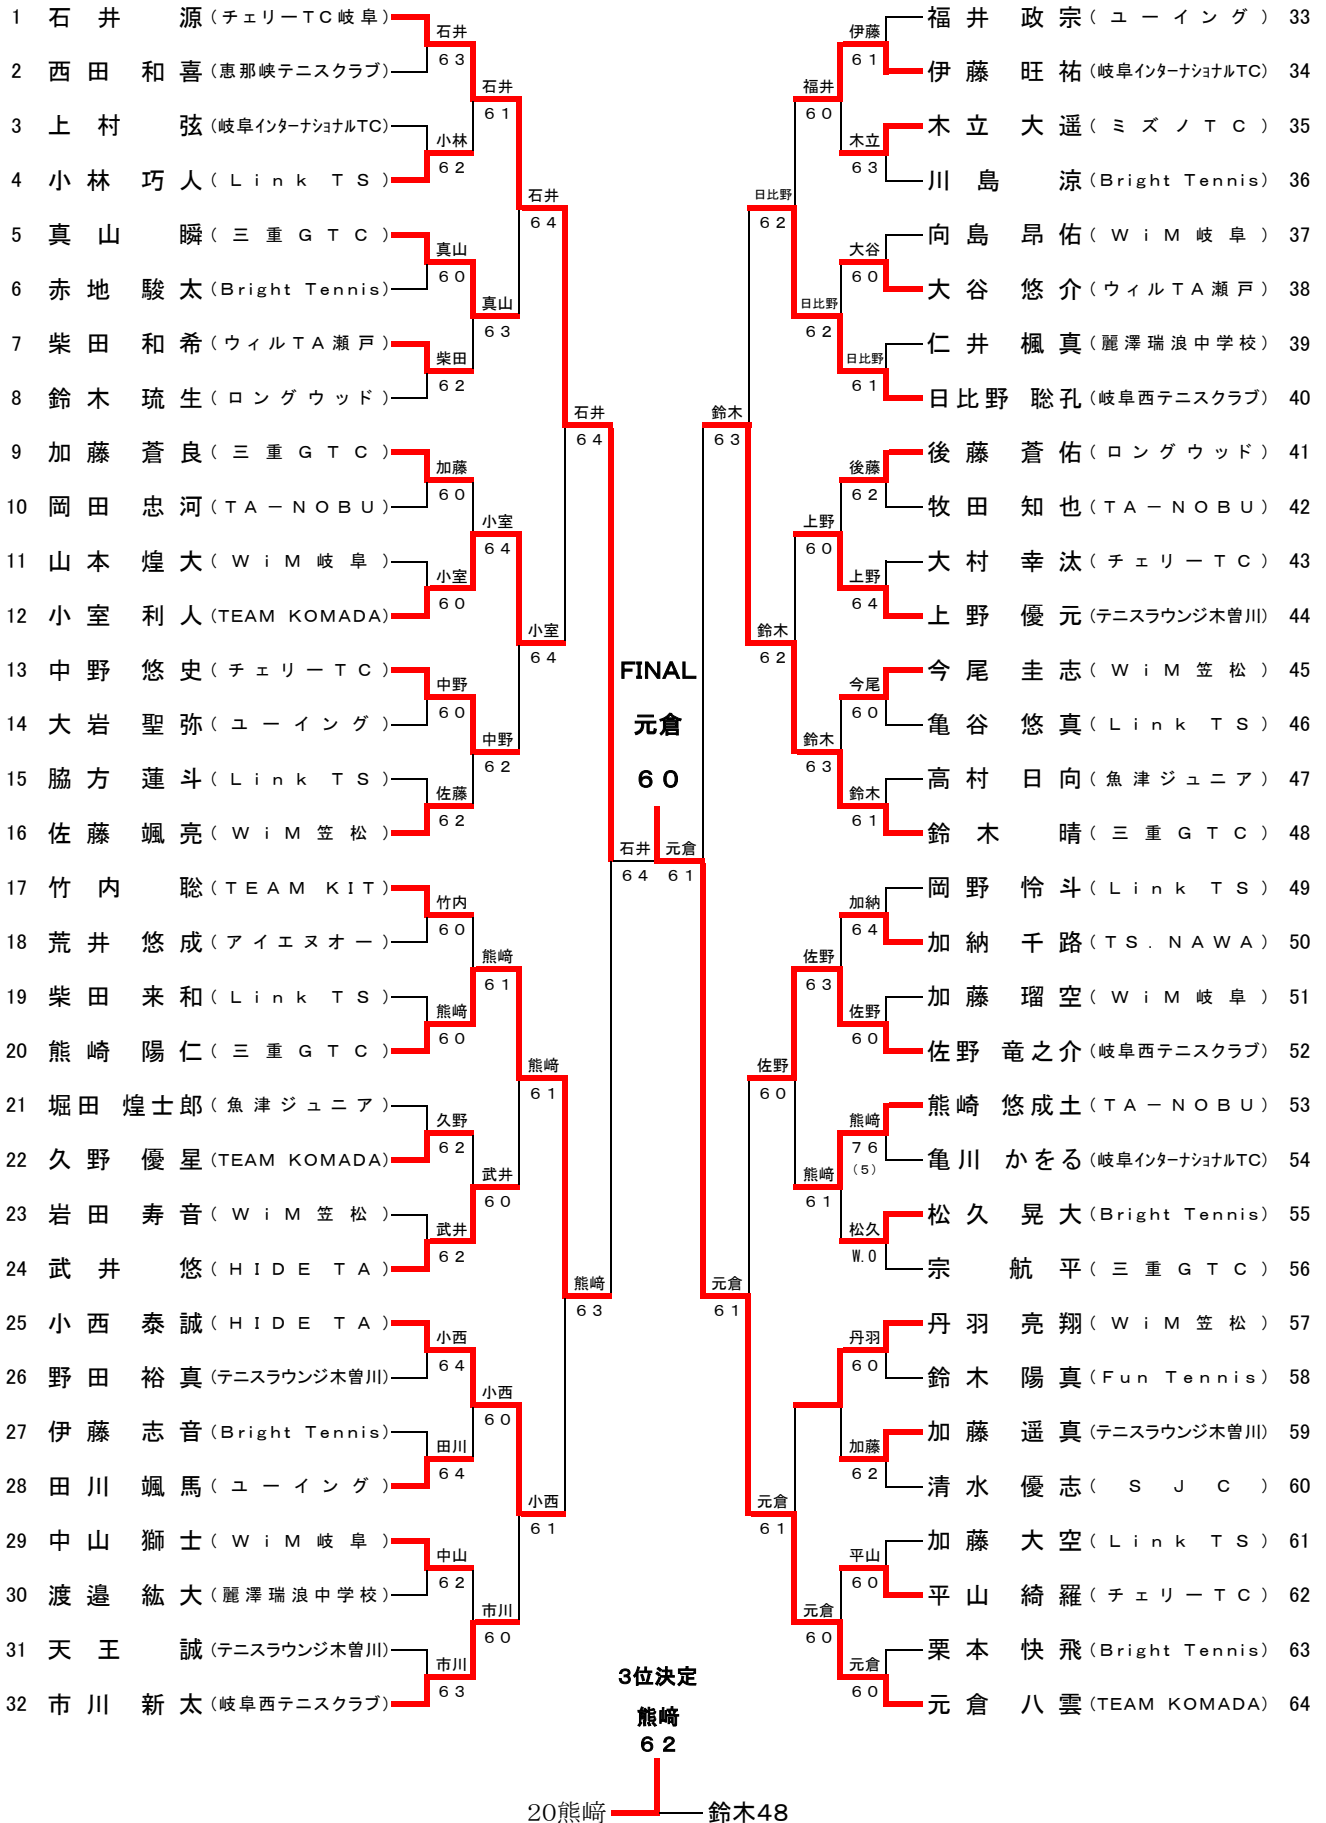 1 石井 源 (チェリーTC岐阜)
2 西田 和喜 (恵那峡テニスクラブ)
3 上村 弦 (岐阜インターナショナルTC)
4 小林 巧人 (Link TS)
5 真山 瞬 (三重GTC)
6 赤地 駿太 (Bright Tennis)
7 柴田 和希 (ウィルTA瀬戸)
8 鈴木 琉生 (ロングウッド)
9 加藤 蒼良 (三重GTC)
10 岡田 忠河 (TA-NOBU)
11 山本 煌大 (WiM岐阜)
12 小室 利人 (TEAM KOMADA)
13 中野 悠史 (チェリーTC)
14 大岩 聖弥 (ユーイング)
15 脇方 蓮斗 (Link TS)
16 佐藤 颯亮 (WiM笠松)
17 竹内 聡 (TEAM KIT)
18 荒井 悠成 (アイエヌオー)
19 柴田 来和 (Link TS)
20 熊崎 陽仁 (三重GTC)
21 堀田 煌士郎 (魚津ジュニア)
22 久野 優星 (TEAM KOMADA)
23 岩田 寿音 (WiM笠松)
24 武井 悠 (HIDE TA)
25 小西 泰誠 (HIDE TA)
26 野田 裕真 (テニスラウンジ木曽川)
27 伊藤 志音 (Bright Tennis)
28 田川 颯馬 (ユーイング)
29 中山 獅士 (WiM岐阜)
30 渡邉 紘大 (麗澤瑞浪中学校)
31 天王 誠 (テニスラウンジ木曽川)
32 市川 新太 (岐阜西テニスクラブ)
石井
63
小林
62
真山
60
柴田
62
加藤
60
小室
60
中野
60
佐藤
62
竹内
60
熊﨑
60
久野
62
武井
62
小西
64
田川
64
中山
62
市川
63
石井
61
真山
63
小室
64
中野
62
熊﨑
61
武井
60
小西
60
市川
60
石井
64
小室
64
熊﨑
61
小西
61
石井
64
熊﨑
63
石井
64
FINAL
元倉
60
元倉
61
鈴木
63
元倉
61
日比野
62
鈴木
62
佐野
60
元倉
61
福井
60
日比野
62
上野
60
鈴木
63
佐野
63
熊﨑
61
元倉
60
伊藤
61
木立
63
大谷
60
日比野
61
後藤
62
上野
64
今尾
60
鈴木
61
加納
64
佐野
60
熊﨑
76
(5)
松久
W.0
丹羽
60
加藤
62
平山
60
元倉
60
福井 政宗 (ユーイング) 33
伊藤 旺祐 (岐阜インターナショナルTC) 34
木立 大遥 (ミズノTC) 35
川島 涼 (Bright Tennis) 36
向島 昂佑 (WiM岐阜) 37
大谷 悠介 (ウィルTA瀬戸) 38
仁井 楓真 (麗澤瑞浪中学校) 39
日比野 聡孔 (岐阜西テニスクラブ) 40
後藤 蒼佑 (ロングウッド) 41
牧田 知也 (TA-NOBU) 42
大村 幸汰 (チェリーTC) 43
上野 優元 (テニスラウンジ木曽川) 44
今尾 圭志 (WiM笠松) 45
亀谷 悠真 (Link TS) 46
高村 日向 (魚津ジュニア) 47
鈴木 晴 (三重GTC) 48
岡野 怜斗 (Link TS) 49
加納 千路 (TS.NAWA) 50
加藤 瑠空 (WiM岐阜) 51
佐野 竜之介 (岐阜西テニスクラブ) 52
熊崎 悠成土 (TA-NOBU) 53
亀川 かをる (岐阜インターナショナルTC) 54
松久 晃大 (Bright Tennis) 55
宗 航平 (三重GTC) 56
丹羽 亮翔 (WiM笠松) 57
鈴木 陽真 (Fun Tennis) 58
加藤 遥真 (テニスラウンジ木曽川) 59
清水 優志 (SJC) 60
加藤 大空 (Link TS) 61
平山 綺羅 (チェリーTC) 62
栗本 快飛 (Bright Tennis) 63
元倉 八雲 (TEAM KOMADA) 64
3位決定
熊﨑
62
20熊﨑 鈴木48